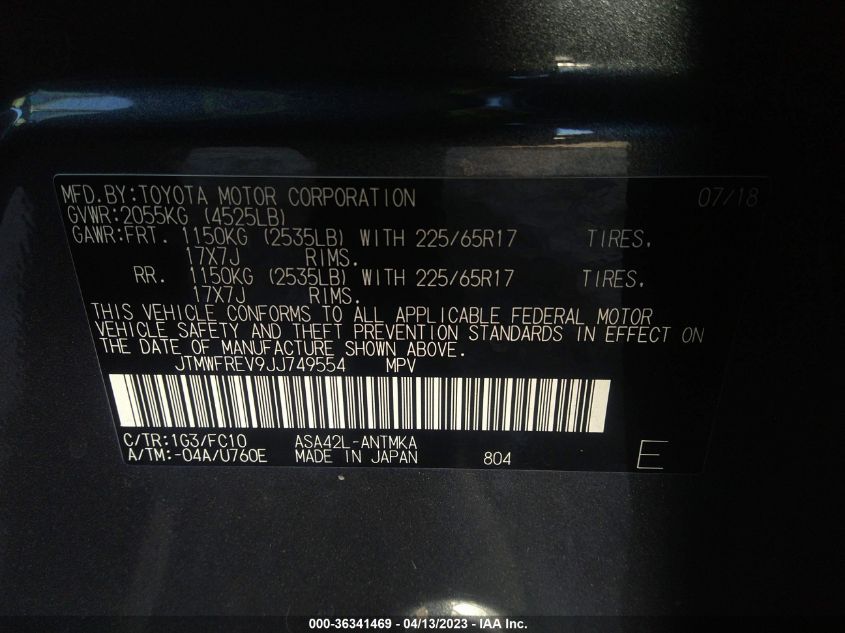 MFD.BY:TOYOTA MOTOR CORPORATION 07/18
GVWR:2055KG (4525LB)
GAWR:FRT. 1150KG (2535LB) WITH 225/65R17 TIRES,
17X7J RIMS.
RR. 1150KG (2535LB) WITH 225/65R17 TIRES,
17X7J RIMS.
THIS VEHICLE CONFORMS TO ALL APPLICABLE FEDERAL MOTOR
VEHICLE SAFETY AND THEFT PREVENTION STANDARDS IN EFFECT ON
THE DATE OF MANUFACTURE SHOWN ABOVE.
JTMWFREV9JJ749554 MPV
C/TR:1G3/FC10 ASA42L-ANTMKA
A/TM:-04A/U760E MADE IN JAPAN 804 E
000-36341469 - 04/13/2023 - IAA Inc.